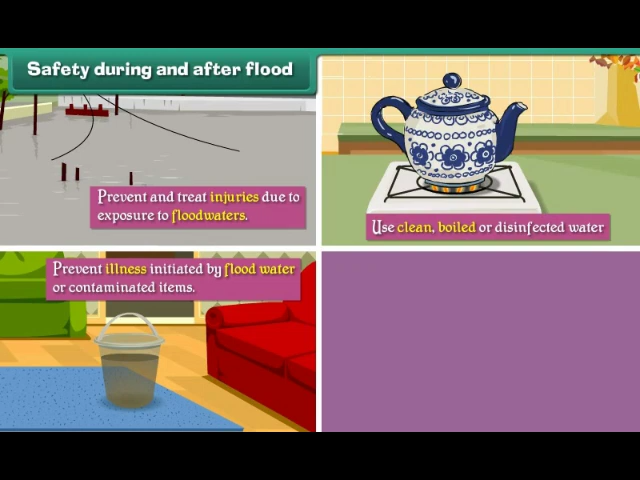 Safety during and after flood
Prevent and treat injuries due to
exposure to floodwaters.
Use clean, boiled or disinfected water
Prevent illness initiated by flood water
or contaminated items.